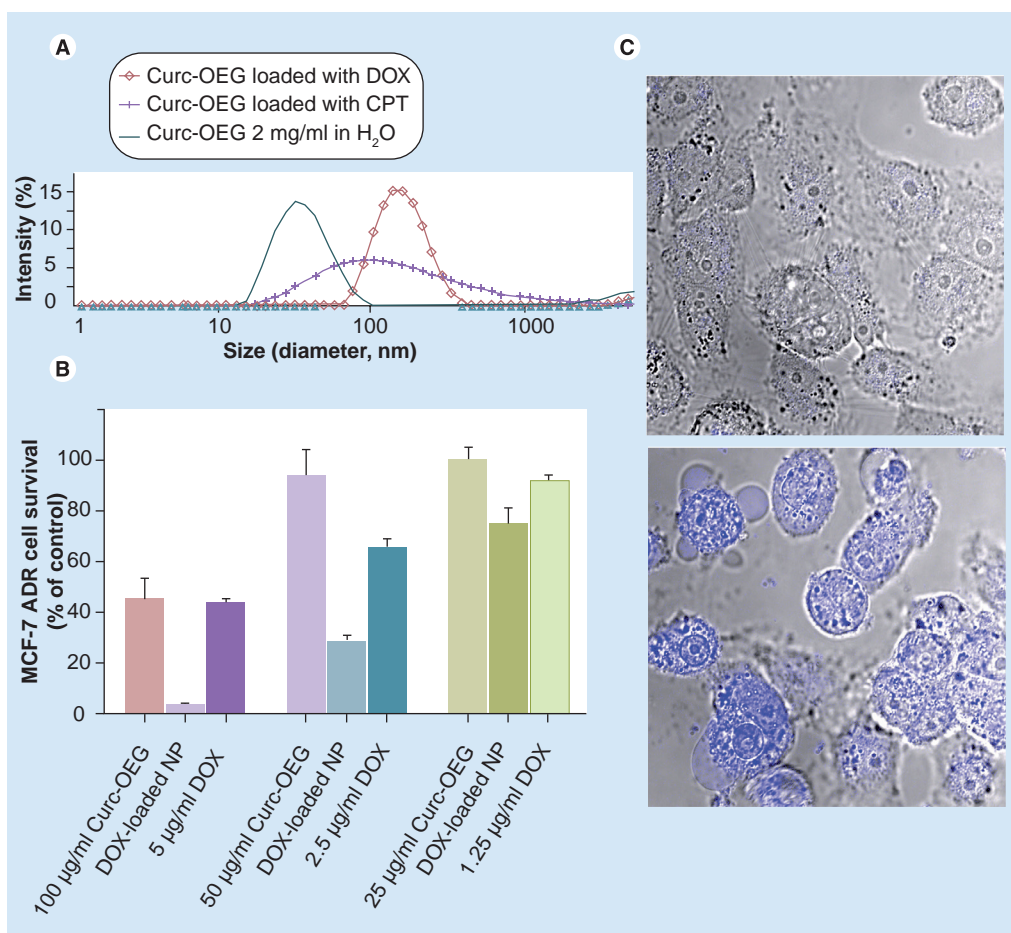 A
Curc-OEG loaded with DOX
Curc-OEG loaded with CPT
Curc-OEG 2 mg/ml in H₂O
Intensity (%)
15
10
5
0
1 10 100 1000
Size (diameter, nm)
B
MCF-7 ADR cell survival
(% of control)
100
80
60
40
20
0
100 µg/ml Curc-OEG
DOX-loaded NP
5 µg/ml DOX
50 µg/ml Curc-OEG
DOX-loaded NP
2.5 µg/ml DOX
25 µg/ml Curc-OEG
DOX-loaded NP
1.25 µg/ml DOX
C